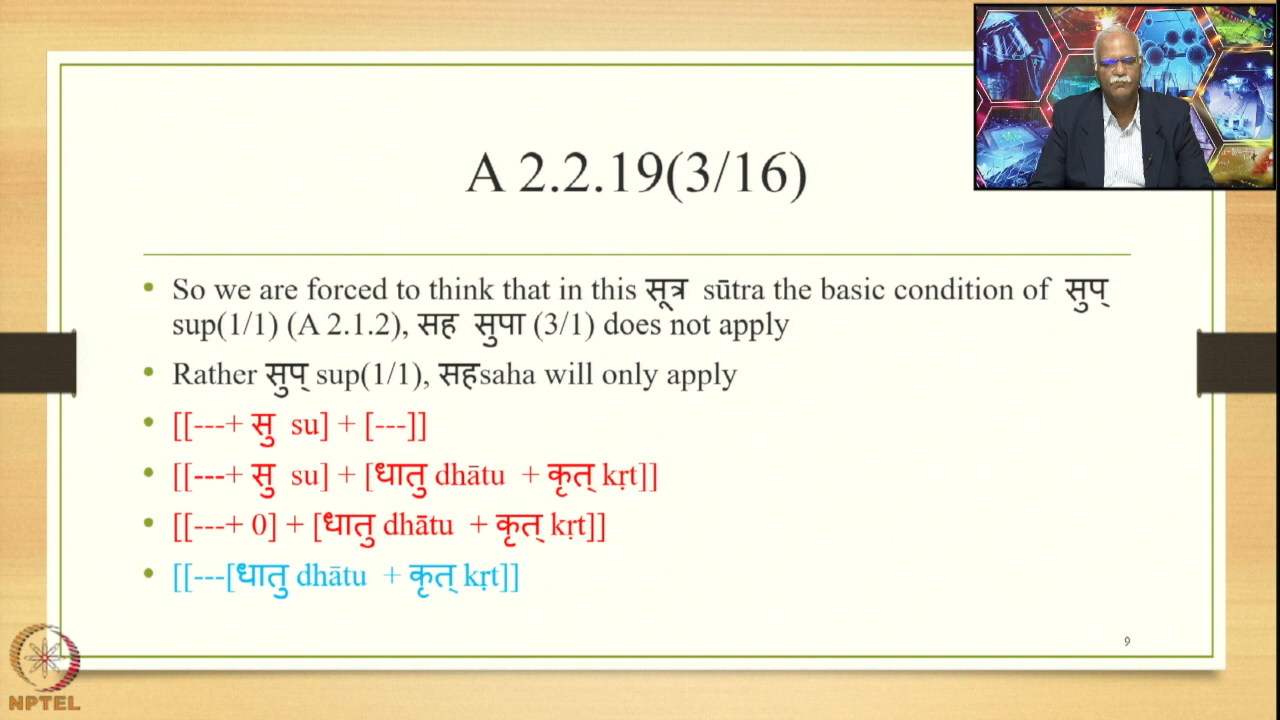 A 2.2.19(3/16)
• So we are forced to think that in this सूत्र sūtra the basic condition of सुप्
sup(1/1) (A 2.1.2), सह सुपा (3/1) does not apply
• Rather सुप् sup(1/1), सहsaha will only apply
• [[---+ सु su] + [---]]
• [[---+ सु su] + [धातु dhātu + कृत् kṛt]]
• [[---+ 0] + [धातु dhātu + कृत् kṛt]]
• [[---[धातु dhātu + कृत् kṛt]]
9
NPTEL